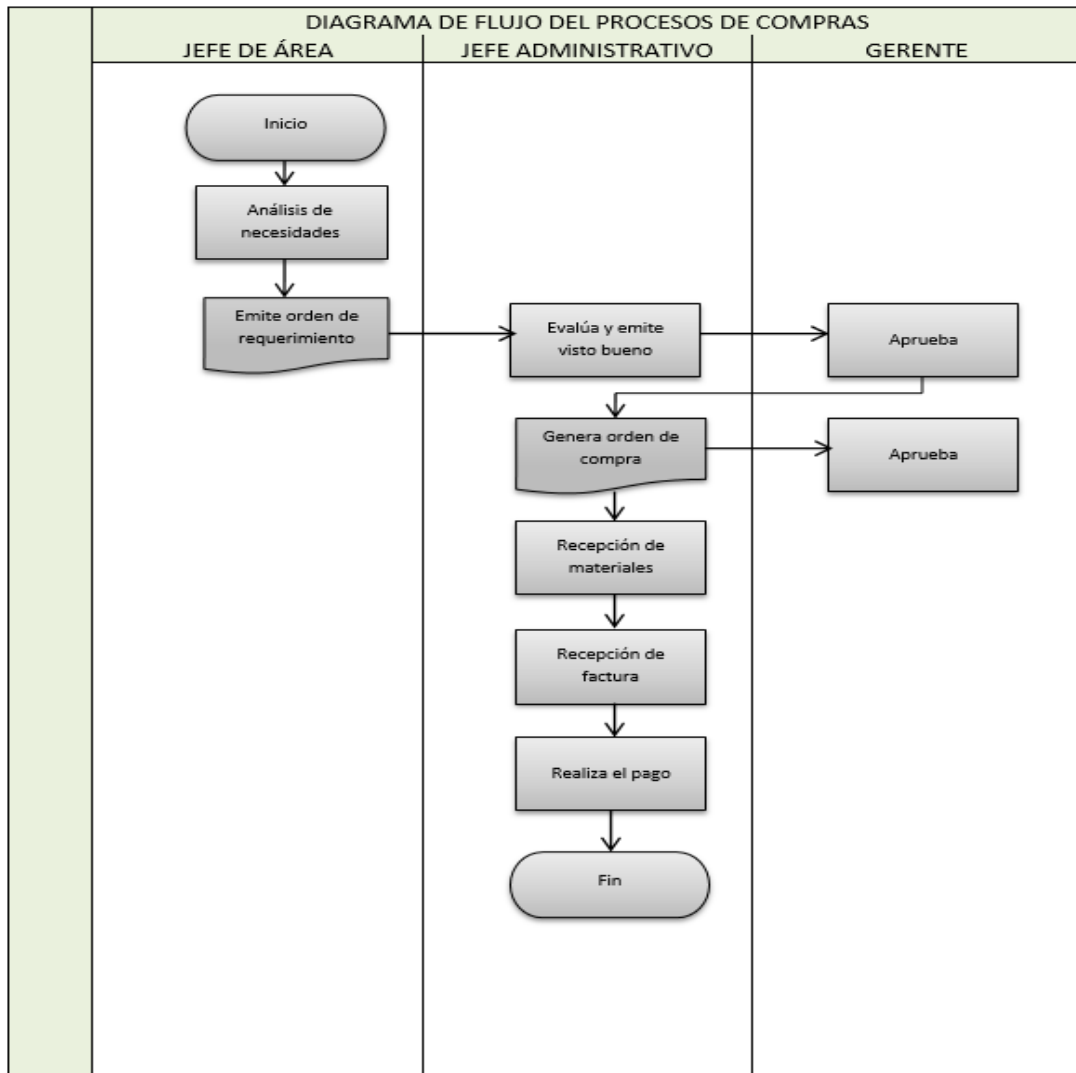 DIAGRAMA DE FLUJO DEL PROCESOS DE COMPRAS
JEFE DE ÁREA
JEFE ADMINISTRATIVO
GERENTE
Inicio
Análisis de
necesidades
Emite orden de
requerimiento
Evalúa y emite
visto bueno
Aprueba
Genera orden de
compra
Aprueba
Recepción de
materiales
Recepción de
factura
Realiza el pago
Fin